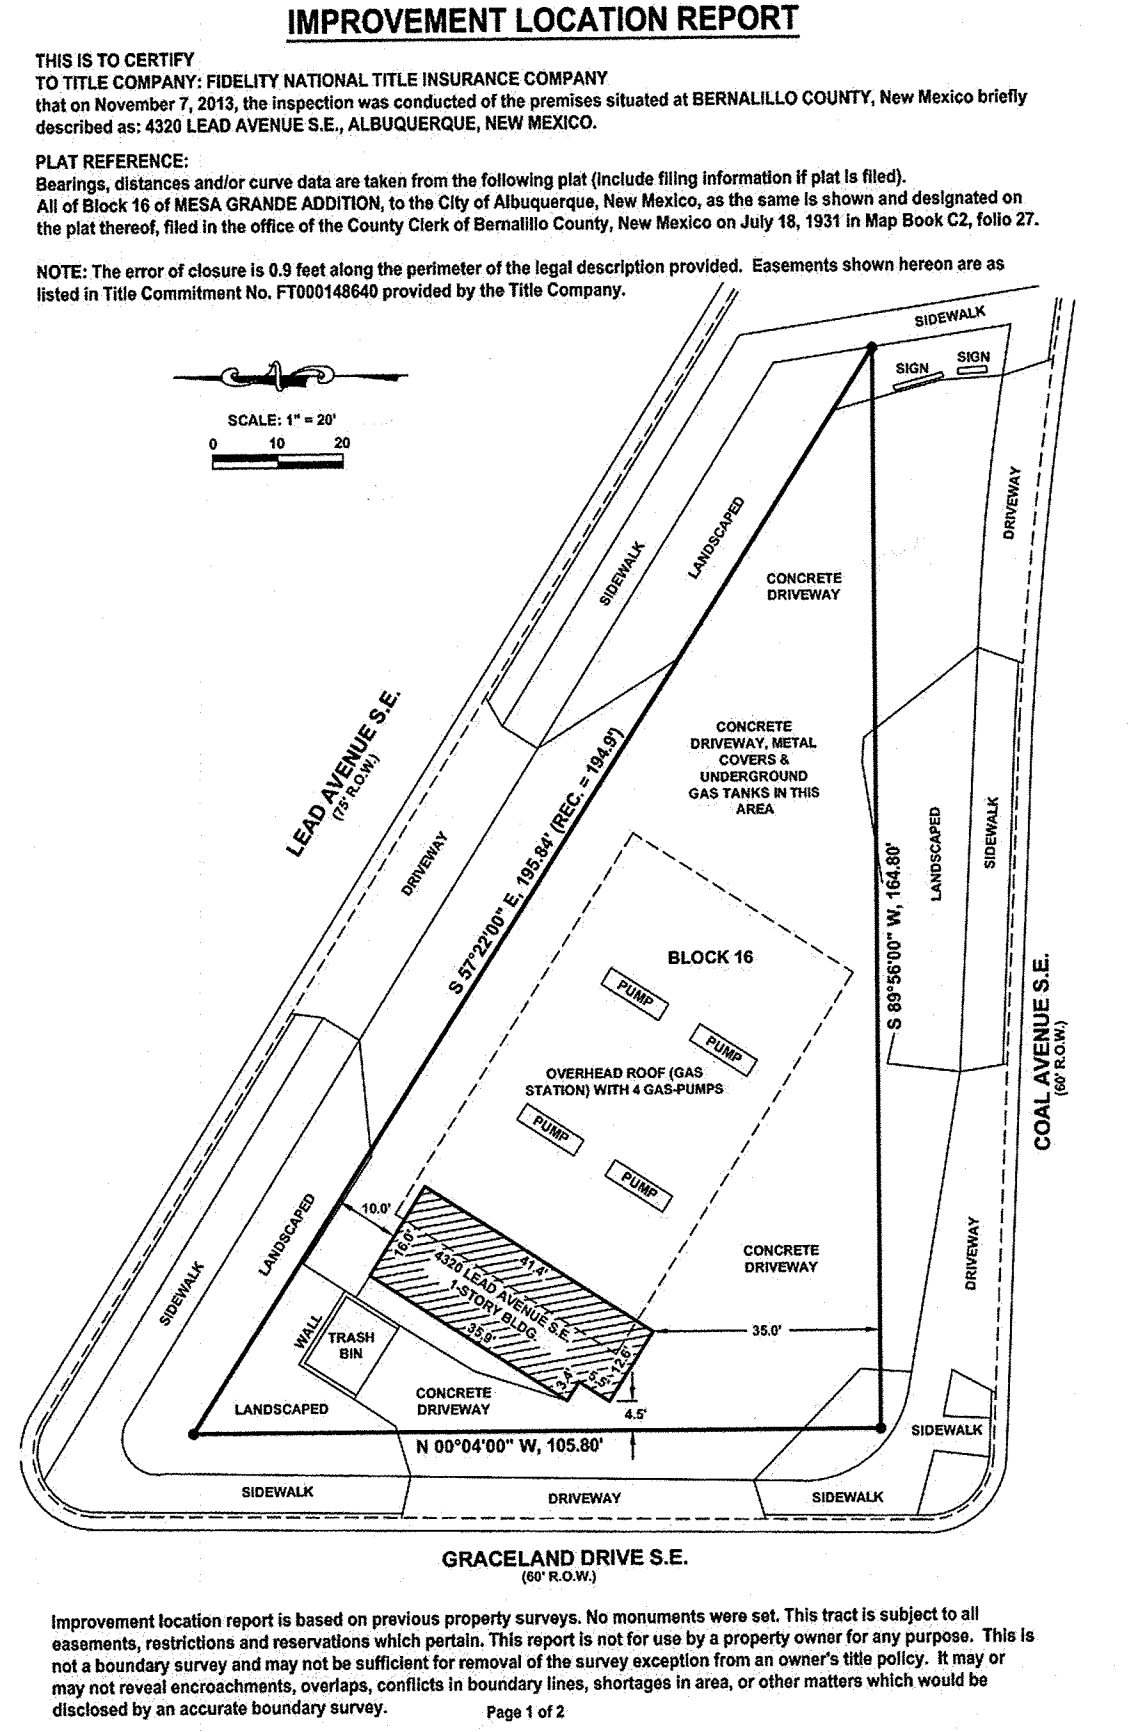 IMPROVEMENT LOCATION REPORT
THIS IS TO CERTIFY
TO TITLE COMPANY: FIDELITY NATIONAL TITLE INSURANCE COMPANY
that on November 7, 2013, the inspection was conducted of the premises situated at BERNALILLO COUNTY, New Mexico briefly
described as: 4320 LEAD AVENUE S.E., ALBUQUERQUE, NEW MEXICO.
PLAT REFERENCE:
Bearings, distances and/or curve data are taken from the following plat (include filing information if plat is filed).
All of Block 16 of MESA GRANDE ADDITION, to the City of Albuquerque, New Mexico, as the same is shown and designated on
the plat thereof, filed in the office of the County Clerk of Bernalillo County, New Mexico on July 18, 1931 in Map Book C2, folio 27.
NOTE: The error of closure is 0.9 feet along the perimeter of the legal description provided. Easements shown hereon are as
listed in Title Commitment No. FT000148640 provided by the Title Company.
SIDEWALK
SIGN
SIGN
SCALE: 1" = 20'
0 10 20
DRIVEWAY
LANDSCAPED
SIDEWALK
CONCRETE
DRIVEWAY
LEAD AVENUE S.E.
(75' R.O.W.)
CONCRETE
DRIVEWAY, METAL
COVERS &
UNDERGROUND
GAS TANKS IN THIS
AREA
S 57°22'00" E, 195.84' (REC. = 194.9')
DRIVEWAY
LANDSCAPED
SIDEWALK
S 89°56'00" W, 164.80'
BLOCK 16
PUMP
PUMP
COAL AVENUE S.E.
(60' R.O.W.)
OVERHEAD ROOF (GAS
STATION) WITH 4 GAS-PUMPS
PUMP
PUMP
LANDSCAPED
SIDEWALK
10.0'
16.0'
41.4'
4320 LEAD AVENUE S.E.
1-STORY BLDG.
35.9'
3.4'
5.5'
12.6'
CONCRETE
DRIVEWAY
DRIVEWAY
35.0'
WALL
TRASH
BIN
LANDSCAPED
CONCRETE
DRIVEWAY
4.5'
N 00°04'00" W, 105.80'
SIDEWALK
SIDEWALK
DRIVEWAY
SIDEWALK
GRACELAND DRIVE S.E.
(60' R.O.W.)
Improvement location report is based on previous property surveys. No monuments were set. This tract is subject to all
easements, restrictions and reservations which pertain. This report is not for use by a property owner for any purpose. This is
not a boundary survey and may not be sufficient for removal of the survey exception from an owner's title policy. It may or
may not reveal encroachments, overlaps, conflicts in boundary lines, shortages in area, or other matters which would be
disclosed by an accurate boundary survey.
Page 1 of 2